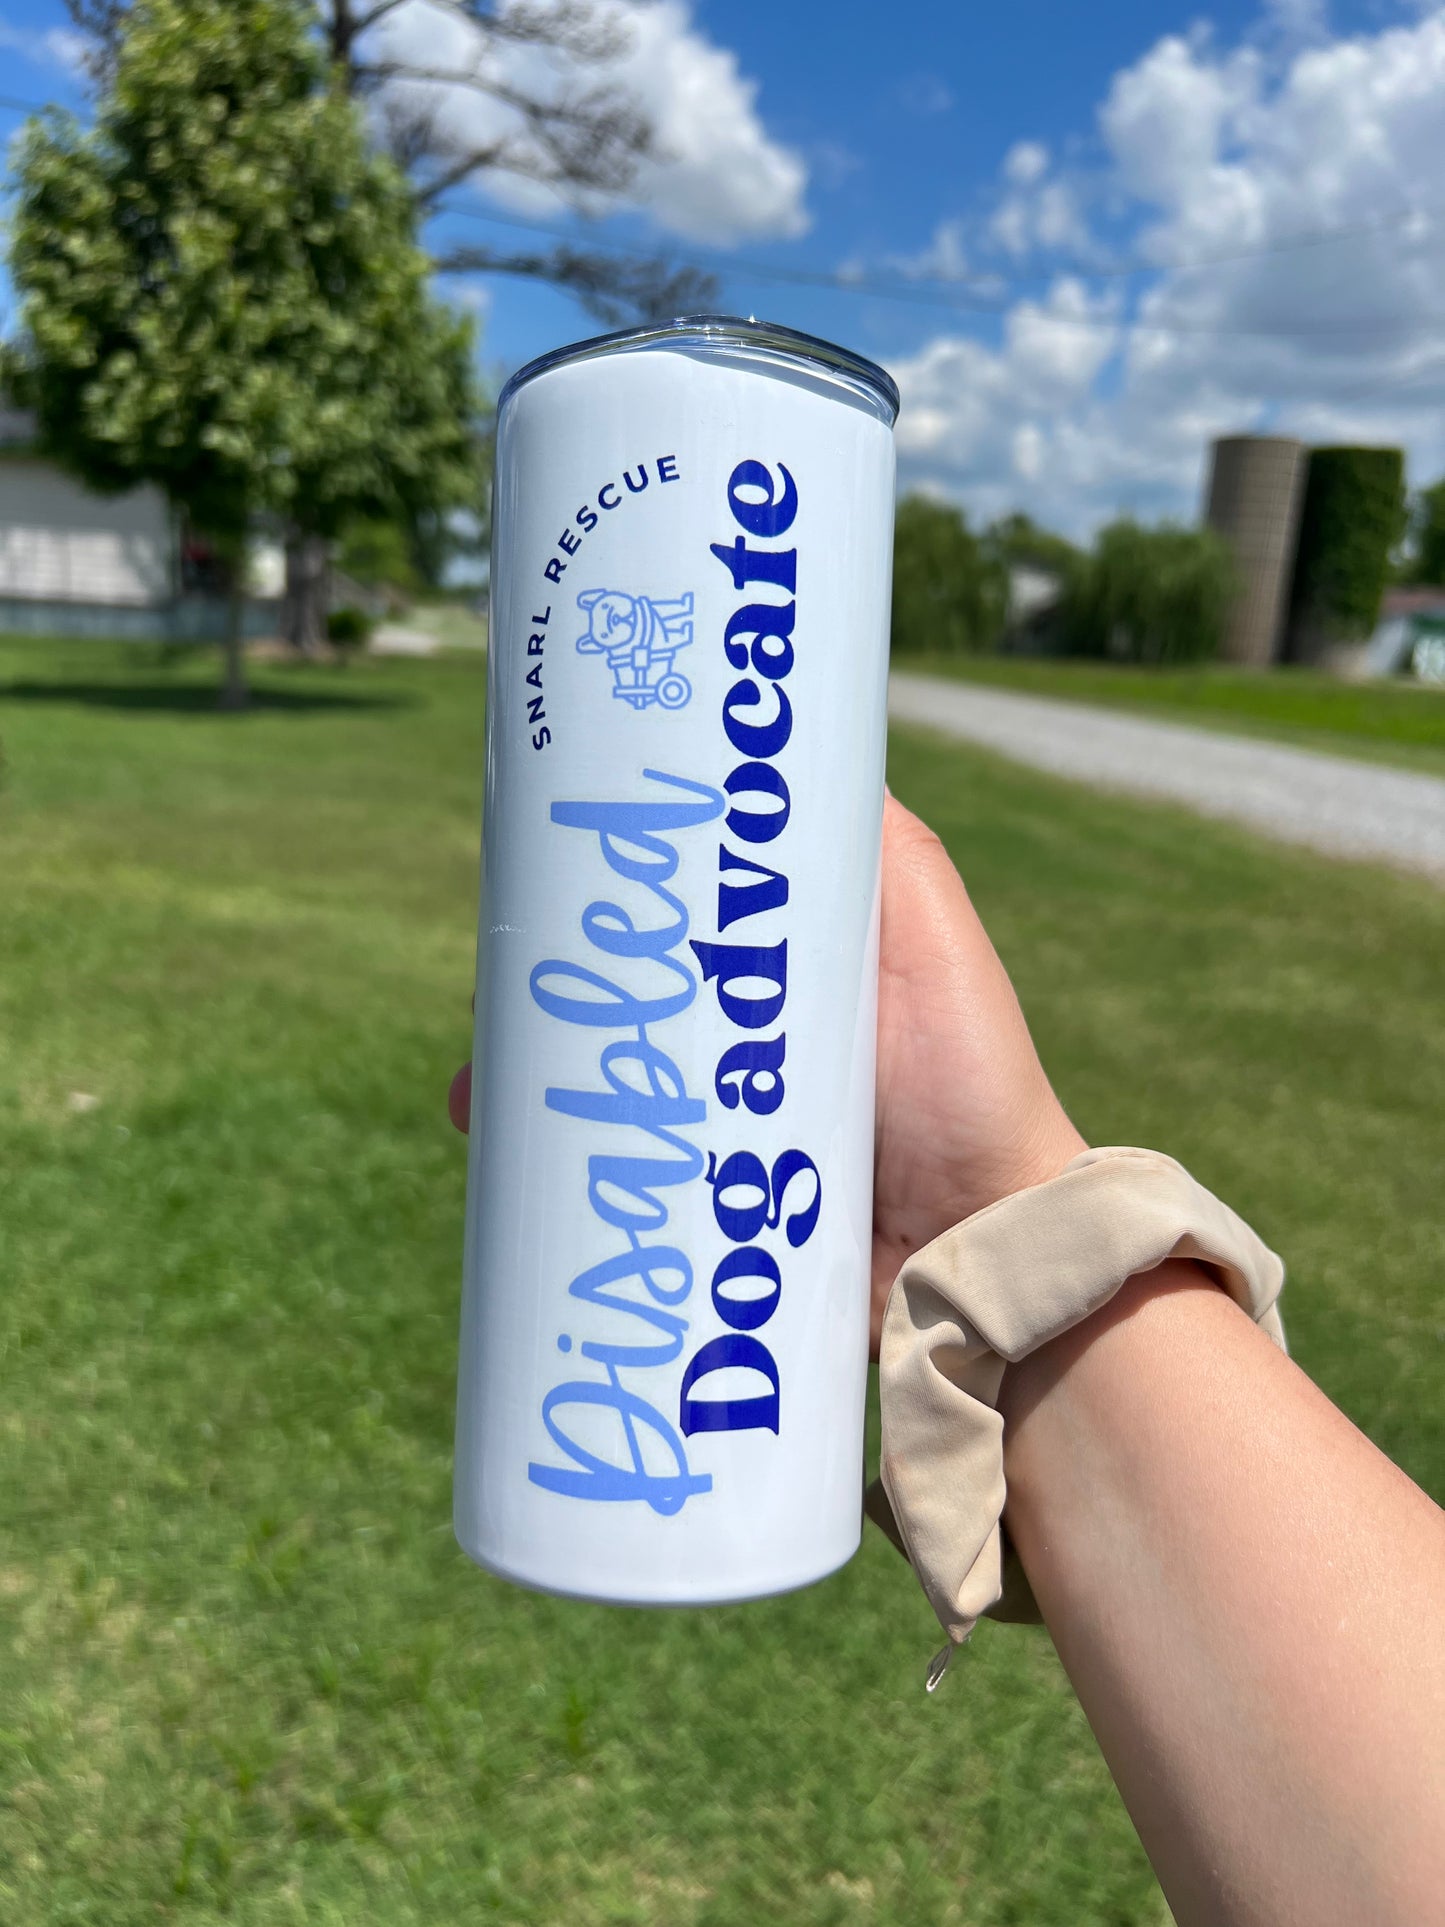 Disabled
Dog advocate
SNARL RESCUE